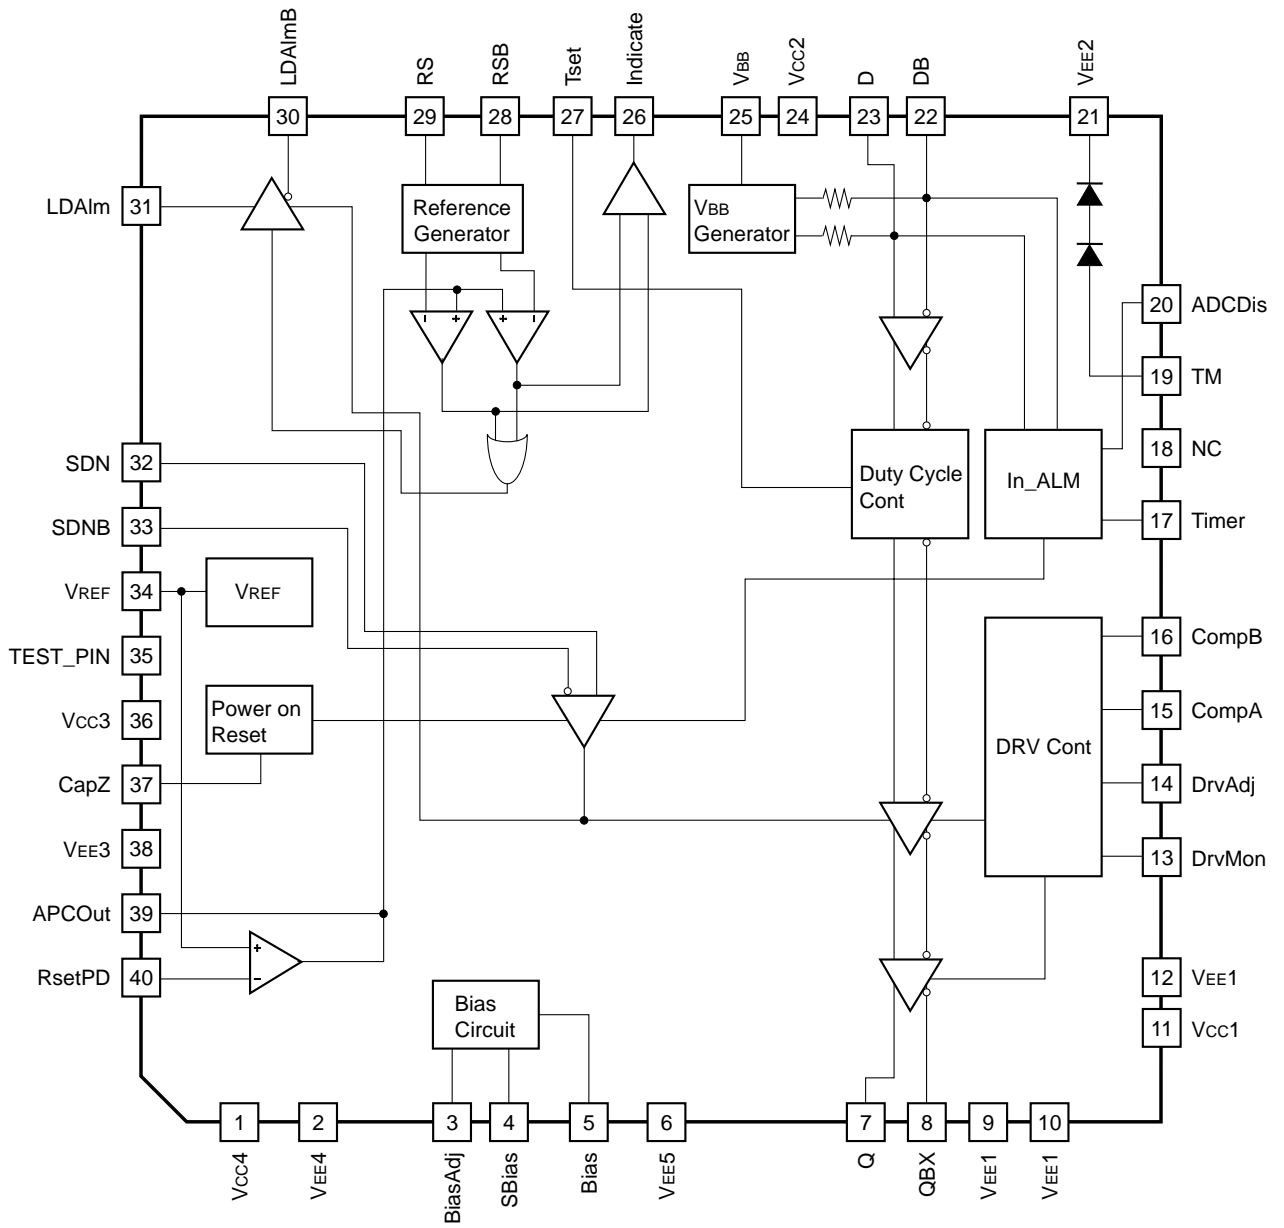 LDAlmB
RS
RSB
Tset
Indicate
VBB
VCC2
D
DB
VEE2
30
29
28
27
26
25
24
23
22
21
LDAlm
31
Reference
Generator
VBB
Generator
20
ADCDis
19
TM
18
NC
17
Timer
- +
+ -
Duty Cycle
Cont
In_ALM
SDN
32
SDNB
33
VREF
34
VREF
TEST_PIN
35
VCC3
36
Power on
Reset
CapZ
37
VEE3
38
APCOut
39
RsetPD
40
+
-
DRV Cont
16
CompB
15
CompA
14
DrvAdj
13
DrvMon
12
VEE1
11
VCC1
Bias
Circuit
1
2
3
4
5
6
7
8
9
10
VCC4
VEE4
BiasAdj
SBias
Bias
VEE5
Q
QBX
VEE1
VEE1